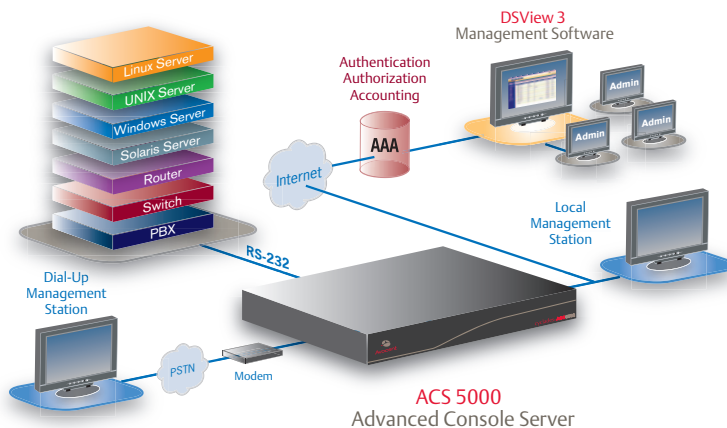 DSView 3
Management Software
Authentication
Authorization
Accounting
Linux Server
UNIX Server
Windows Server
Solaris Server
Router
Switch
PBX
Admin
Admin
Admin
AAA
Internet
Local
Management
Station
RS-232
Dial-Up
Management
Station
PSTN
Modem
ACS 5000
Advanced Console Server